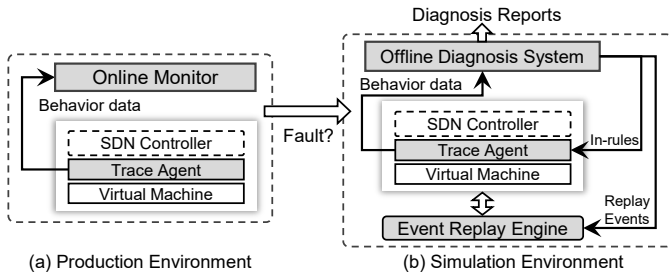 Diagnosis Reports
Online Monitor
Behavior data
SDN Controller
Trace Agent
Virtual Machine
Fault?
Offline Diagnosis System
Behavior data
SDN Controller
Trace Agent
Virtual Machine
In-rules
Replay
Events
Event Replay Engine
(a) Production Environment
(b) Simulation Environment